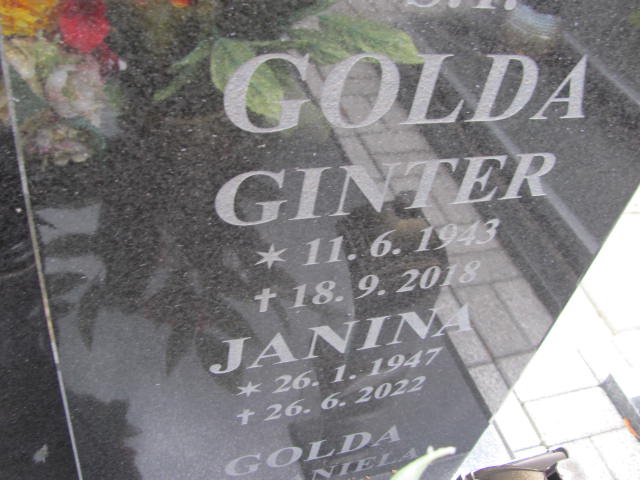 Ś.P.
GOLDA
GINTER
* 11. 6. 1943
✝ 18. 9. 2018
JANINA
* 26. 1. 1947
✝ 26. 6. 2022
GOLDA